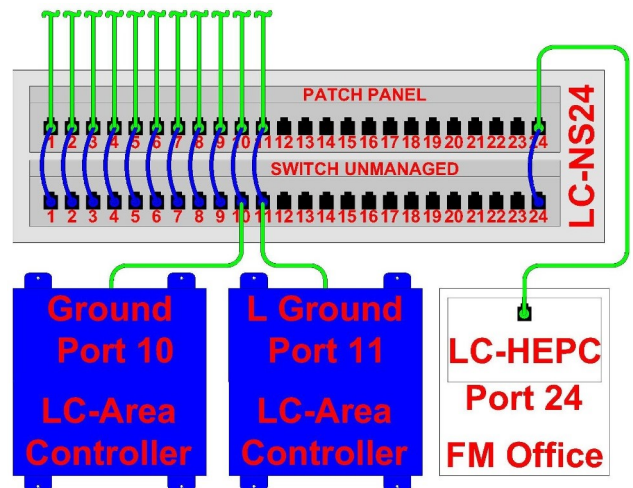 PATCH PANEL
1 2 3 4 5 6 7 8 9 10 11 12 13 14 15 16 17 18 19 20 21 22 23 24
SWITCH UNMANAGED
1 2 3 4 5 6 7 8 9 10 11 12 13 14 15 16 17 18 19 20 21 22 23 24
LC-NS24
Ground
Port 10
LC-Area
Controller
L Ground
Port 11
LC-Area
Controller
LC-HEPC
Port 24
FM Office